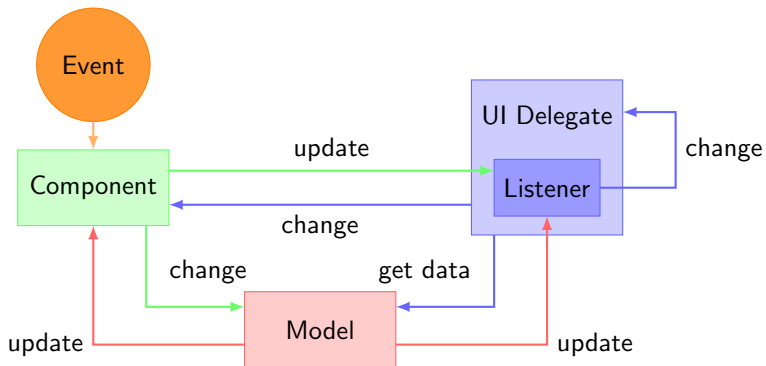 Event
UI Delegate
update
change
Component
Listener
change
change
get data
Model
update
update